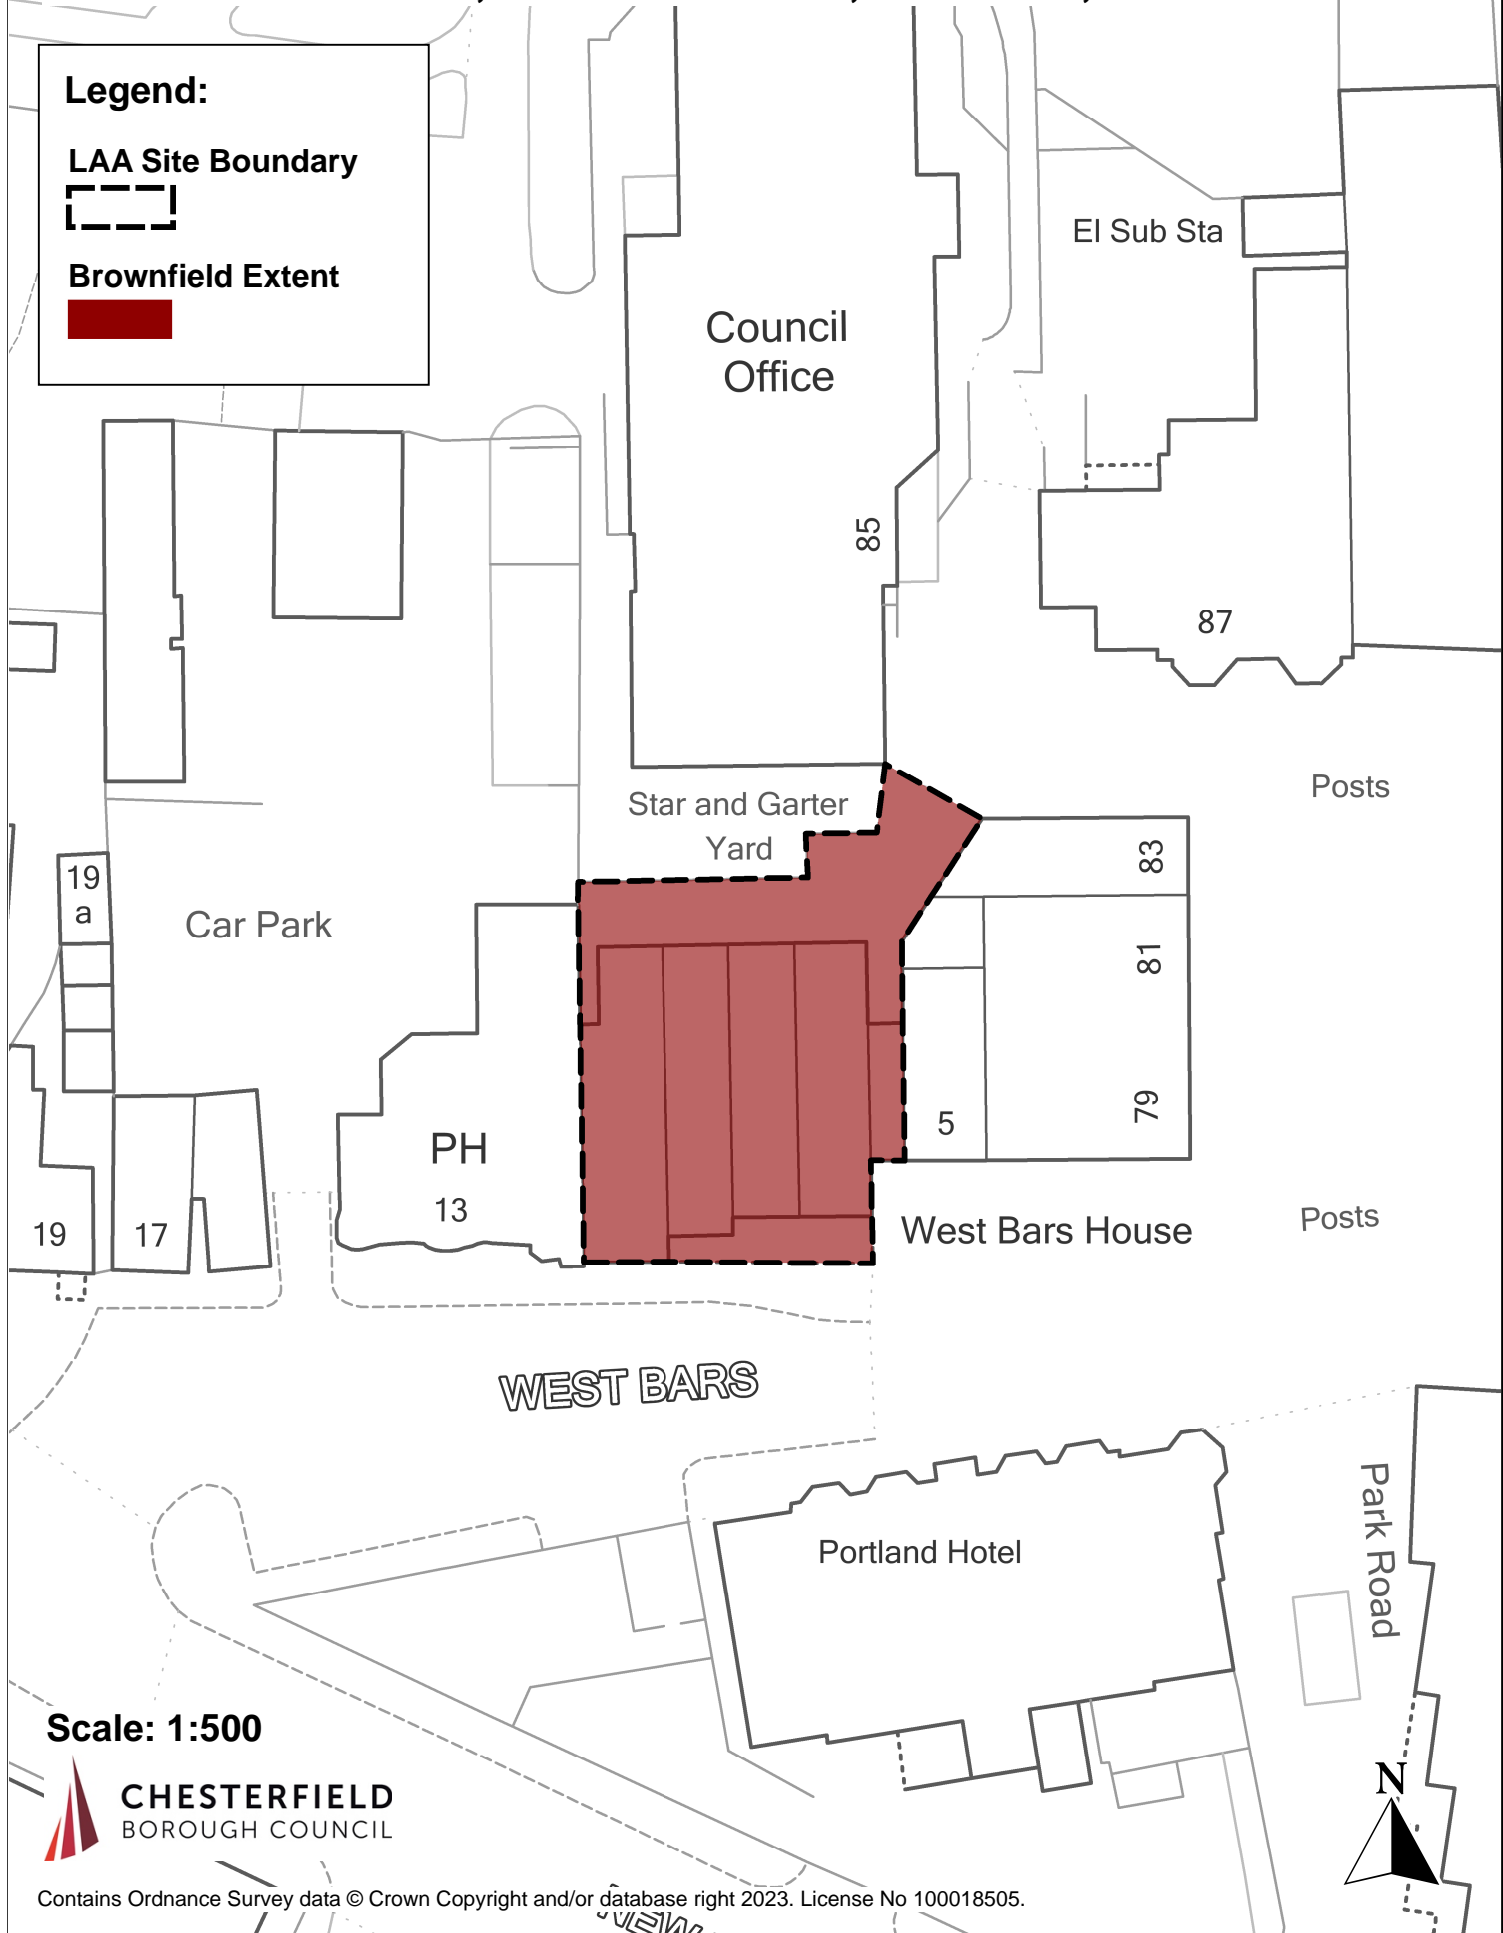 Legend:
LAA Site Boundary
Brownfield Extent
El Sub Sta
Council
Office
85
87
Posts
Star and Garter
Yard
83
19
a
Car Park
81
79
5
PH
13
19
17
West Bars House
Posts
WEST BARS
Portland Hotel
Park Road
Scale: 1:500
CHESTERFIELD
BOROUGH COUNCIL
N
Contains Ordnance Survey data © Crown Copyright and/or database right 2023. License No 100018505.
NEW